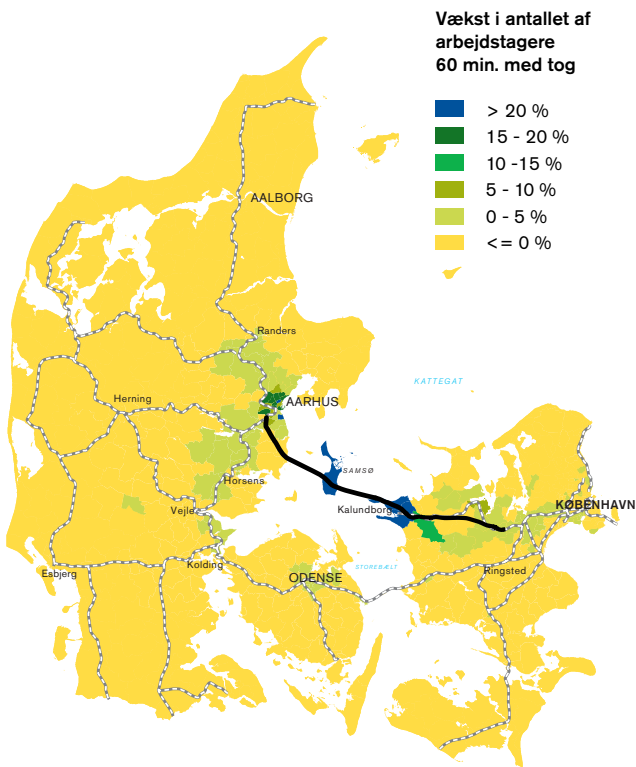 Vækst i antallet af
arbejdstagere
60 min. med tog
> 20 %
15 - 20 %
10 -15 %
5 - 10 %
0 - 5 %
<= 0 %
AALBORG
Randers
KATTEGAT
Herning
AARHUS
SAMSØ
Horsens
Kalundborg
KØBENHAVN
Vejle
Kolding
STOREBÆLT
Ringsted
Esbjerg
ODENSE